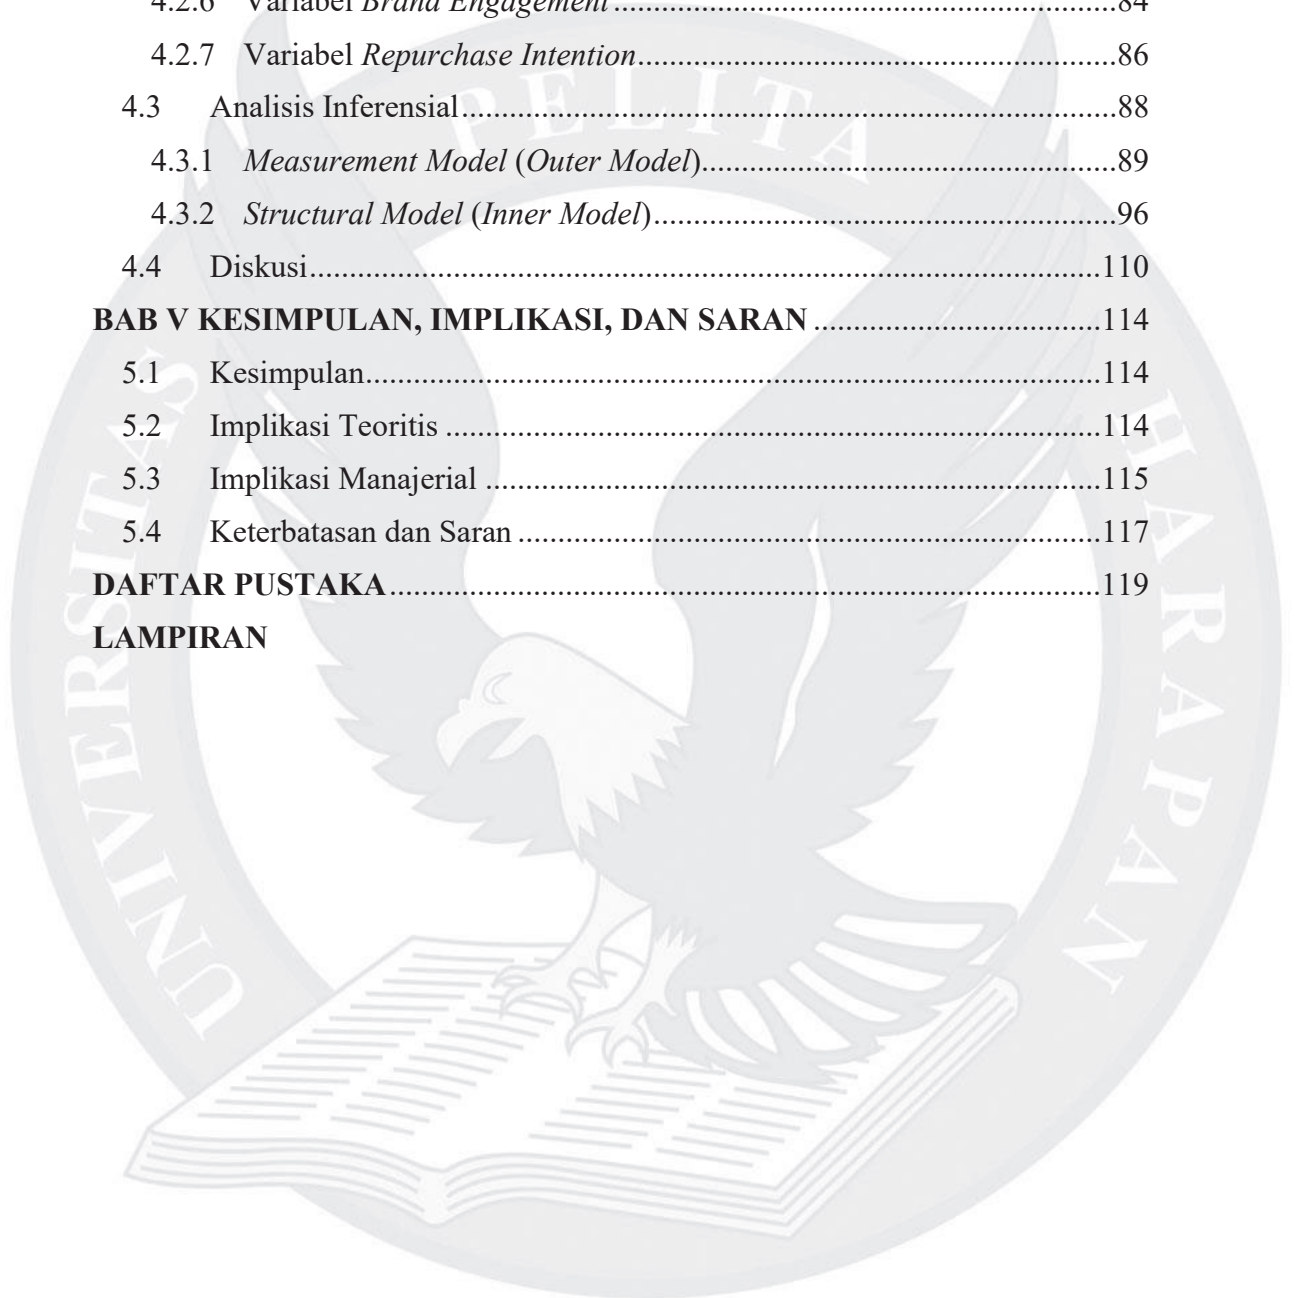 4.2.6 Variabel Brand Engagement........................................................84
4.2.7 Variabel Repurchase Intention........................................................86
4.3 Analisis Inferensial........................................................88
4.3.1 Measurement Model (Outer Model)........................................................89
4.3.2 Structural Model (Inner Model)........................................................96
4.4 Diskusi........................................................110
BAB V KESIMPULAN, IMPLIKASI, DAN SARAN........................................................114
5.1 Kesimpulan........................................................114
5.2 Implikasi Teoritis........................................................114
5.3 Implikasi Manajerial........................................................115
5.4 Keterbatasan dan Saran........................................................117
DAFTAR PUSTAKA........................................................119
LAMPIRAN
UNIVERSITAS PELITA HARAPAN